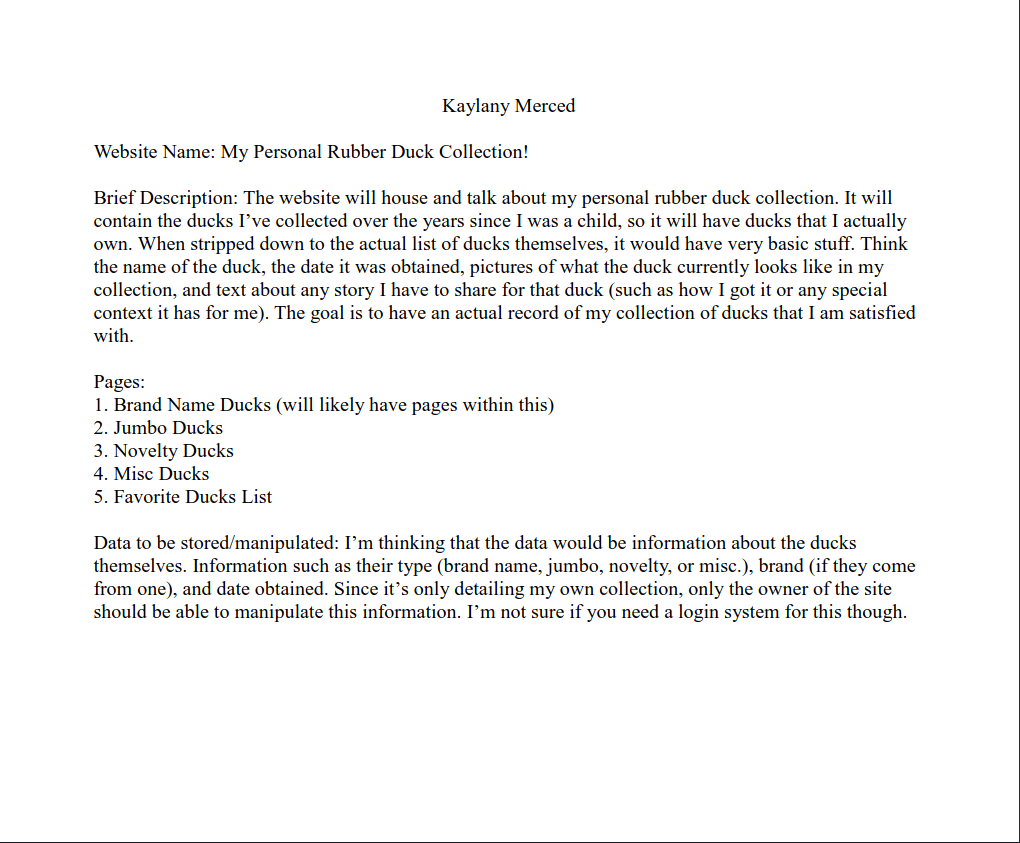 Kaylany Merced
Website Name: My Personal Rubber Duck Collection!
Brief Description: The website will house and talk about my personal rubber duck collection. It will
contain the ducks I’ve collected over the years since I was a child, so it will have ducks that I actually
own. When stripped down to the actual list of ducks themselves, it would have very basic stuff. Think
the name of the duck, the date it was obtained, pictures of what the duck currently looks like in my
collection, and text about any story I have to share for that duck (such as how I got it or any special
context it has for me). The goal is to have an actual record of my collection of ducks that I am satisfied
with.
Pages:
1. Brand Name Ducks (will likely have pages within this)
2. Jumbo Ducks
3. Novelty Ducks
4. Misc Ducks
5. Favorite Ducks List
Data to be stored/manipulated: I’m thinking that the data would be information about the ducks
themselves. Information such as their type (brand name, jumbo, novelty, or misc.), brand (if they come
from one), and date obtained. Since it’s only detailing my own collection, only the owner of the site
should be able to manipulate this information. I’m not sure if you need a login system for this though.